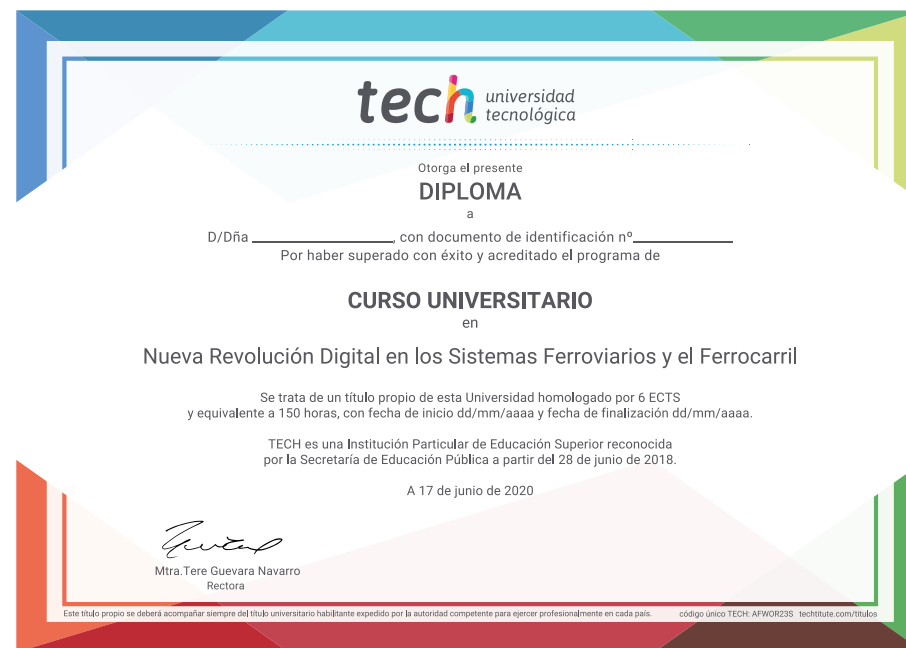 tech universidad
tecnológica
Otorga el presente
DIPLOMA
a
D/Dña ______________, con documento de identificación nº______________
Por haber superado con éxito y acreditado el programa de
CURSO UNIVERSITARIO
en
Nueva Revolución Digital en los Sistemas Ferroviarios y el Ferrocarril
Se trata de un título propio de esta Universidad homologado por 6 ECTS
y equivalente a 150 horas, con fecha de inicio dd/mm/aaaa y fecha de finalización dd/mm/aaaa.
TECH es una Institución Particular de Educación Superior reconocida
por la Secretaría de Educación Pública a partir del 28 de junio de 2018.
A 17 de junio de 2020
Mtra.Tere Guevara Navarro
Rectora
Este título propio se deberá acompañar siempre del título universitario habilitante expedido por la autoridad competente para ejercer profesionalmente en cada país. código único TECH: AFWOR23S techtitute.com/titulos